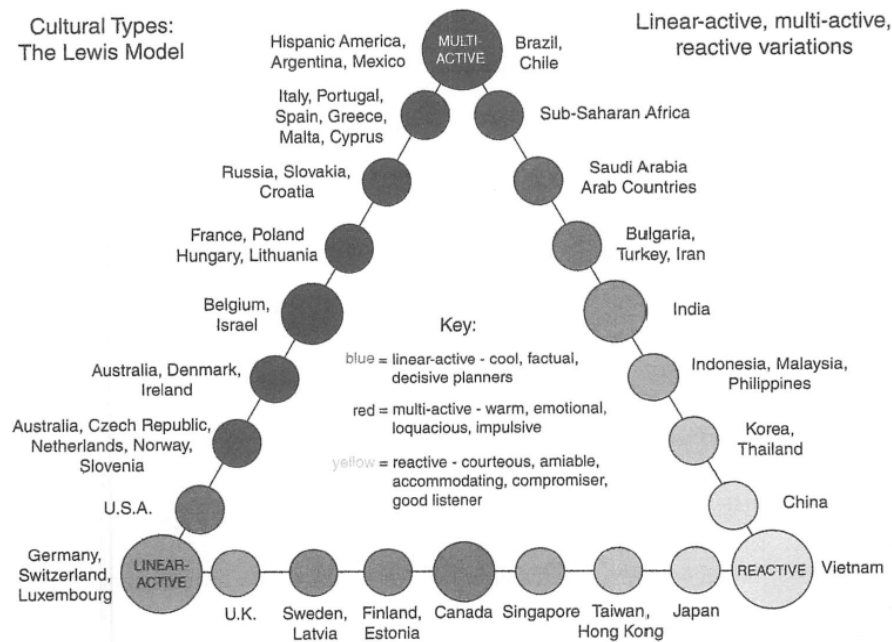 Cultural Types:
The Lewis Model
Linear-active, multi-active,
reactive variations
MULTI-
ACTIVE
Hispanic America,
Argentina, Mexico
Brazil,
Chile
Italy, Portugal,
Spain, Greece,
Malta, Cyprus
Sub-Saharan Africa
Russia, Slovakia,
Croatia
Saudi Arabia
Arab Countries
France, Poland
Hungary, Lithuania
Bulgaria,
Turkey, Iran
Belgium,
Israel
India
Key:
blue = linear-active - cool, factual,
decisive planners
red = multi-active - warm, emotional,
loquacious, impulsive
yellow = reactive - courteous, amiable,
accommodating, compromiser,
good listener
Australia, Denmark,
Ireland
Indonesia, Malaysia,
Philippines
Australia, Czech Republic,
Netherlands, Norway,
Slovenia
Korea,
Thailand
U.S.A.
China
Germany,
Switzerland,
Luxembourg
LINEAR-
ACTIVE
REACTIVE
Vietnam
U.K.
Sweden,
Latvia
Finland,
Estonia
Canada
Singapore
Taiwan,
Hong Kong
Japan